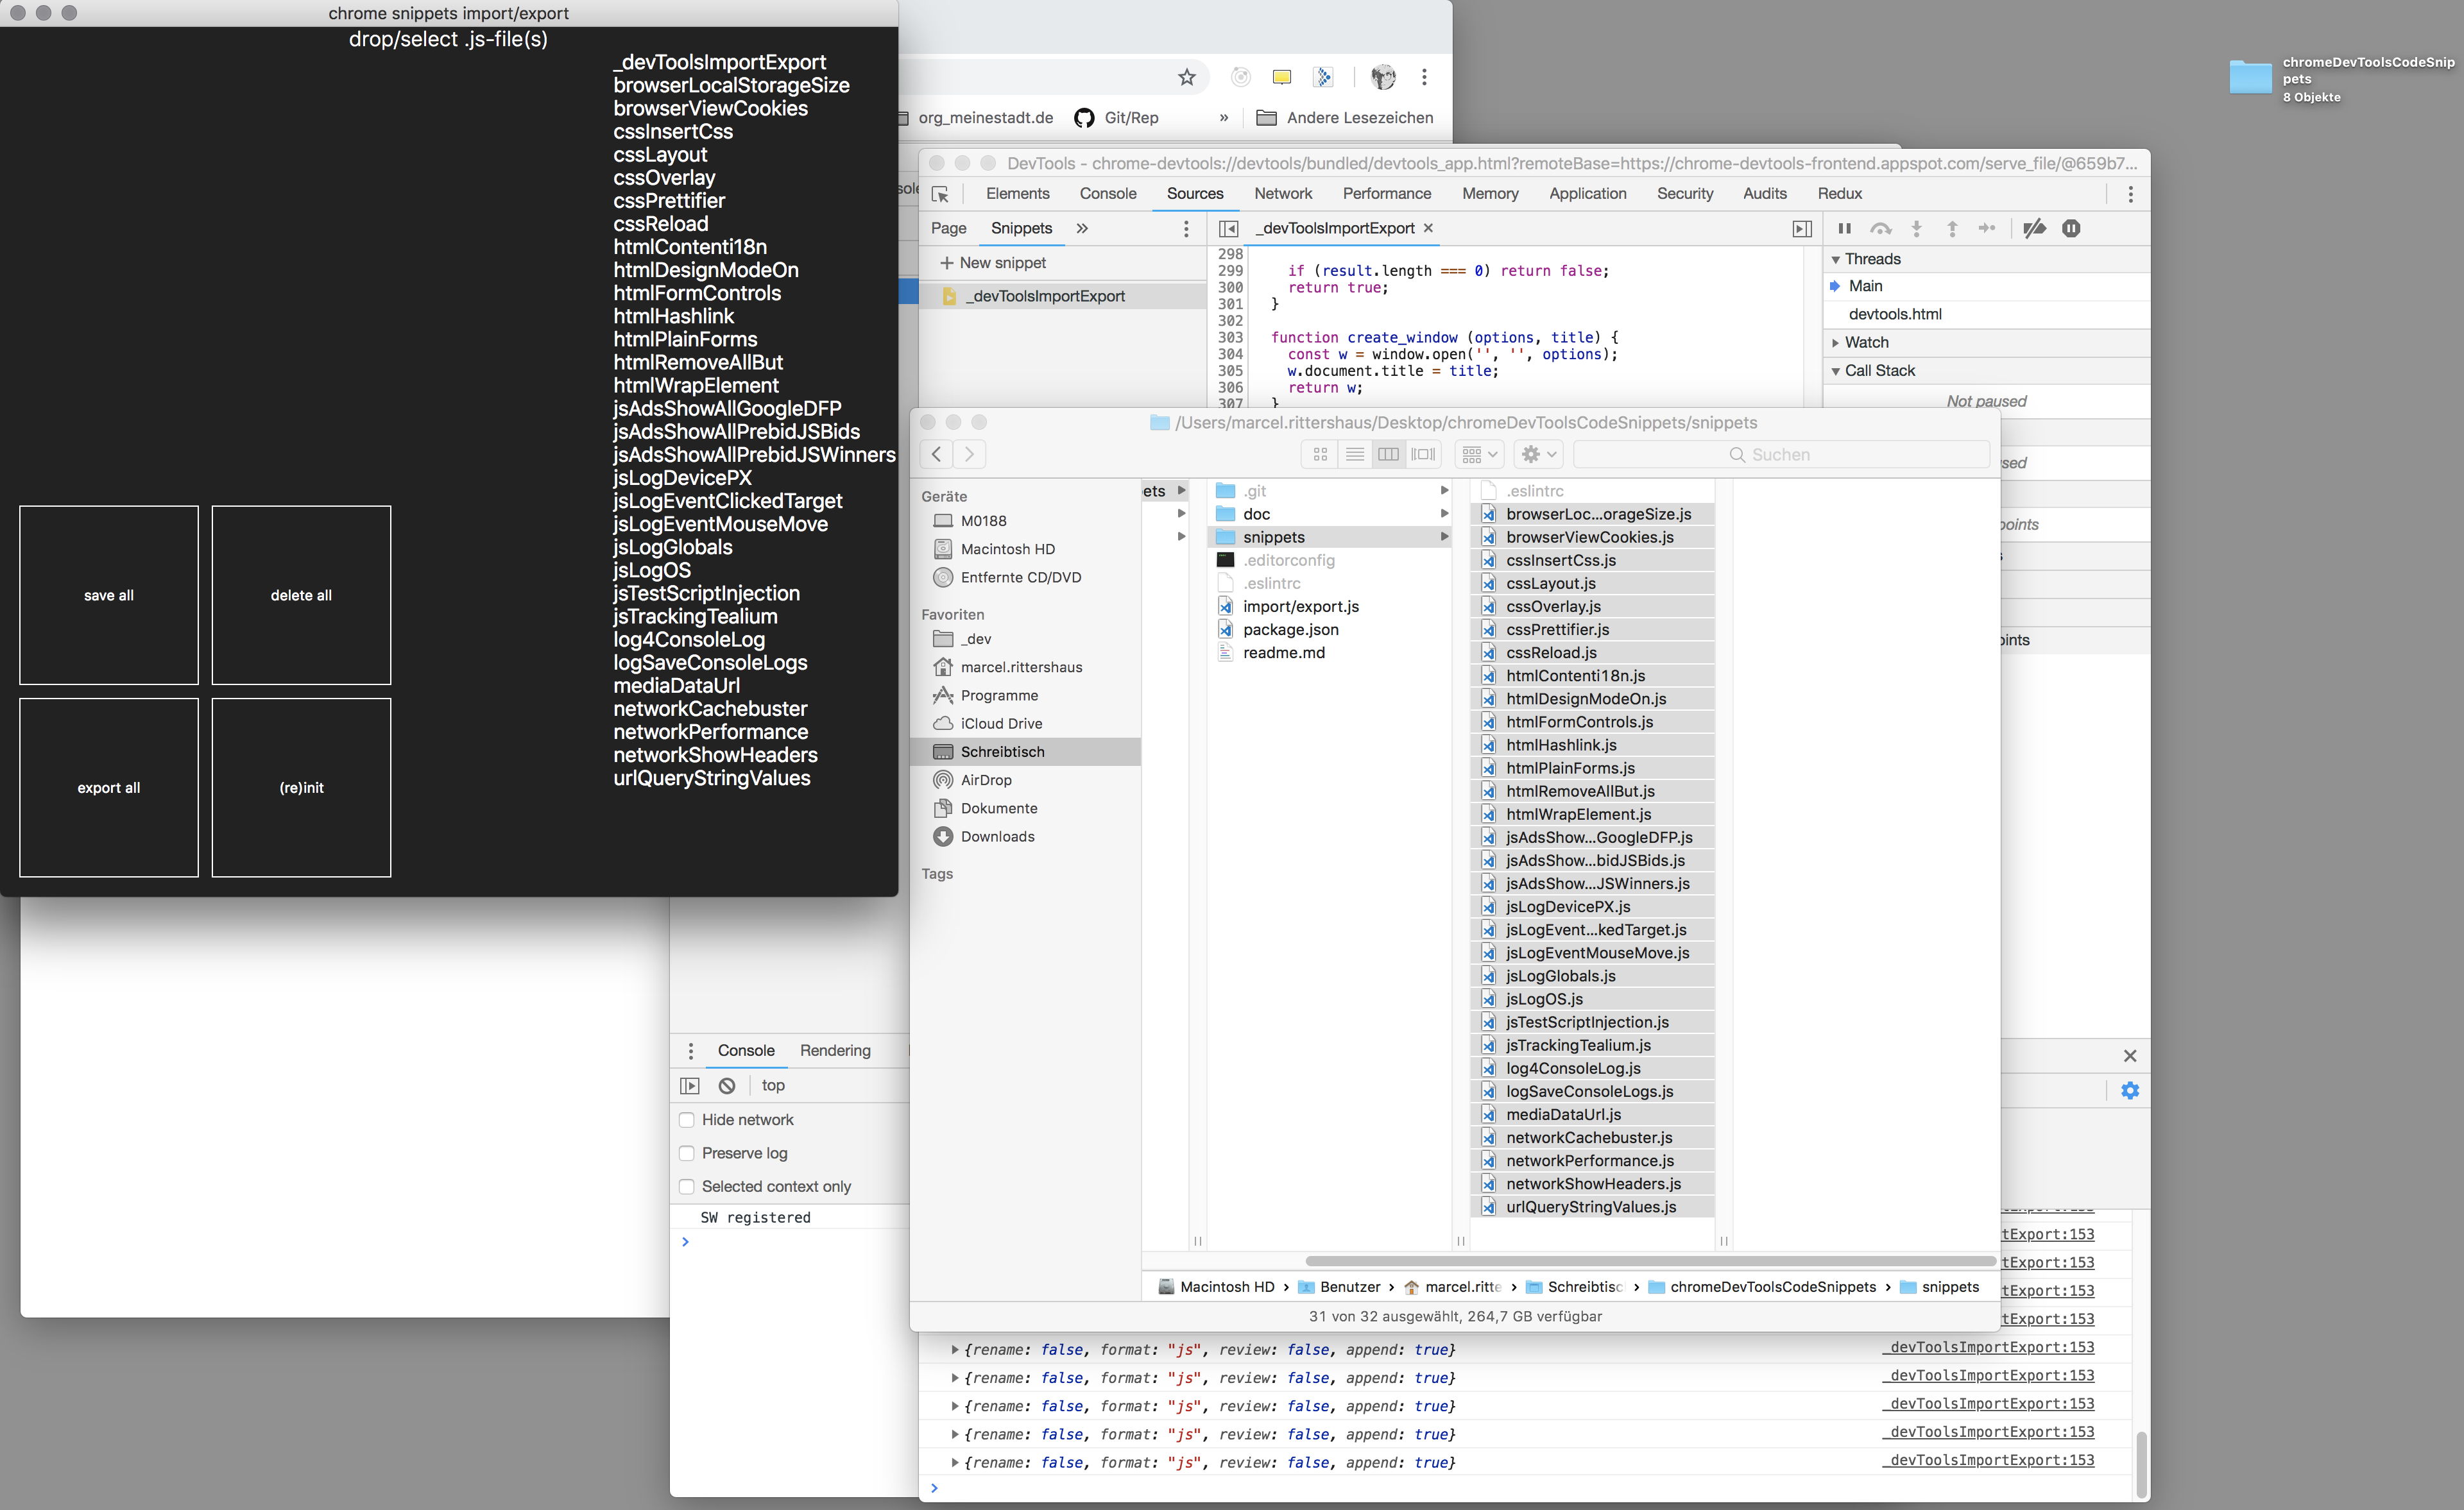 chrome snippets import/export
drop/select .js-file(s)
_devToolsImportExport
browserLocalStorageSize
browserViewCookies
cssInsertCss
cssLayout
cssOverlay
cssPrettifier
cssReload
htmlContenti18n
htmlDesignModeOn
htmlFormControls
htmlHashlink
htmlPlainForms
htmlRemoveAllBut
htmlWrapElement
jsAdsShowAllGoogleDFP
jsAdsShowAllPrebidJSBids
jsAdsShowAllPrebidJSWinners
jsLogDevicePX
jsLogEventClickedTarget
jsLogEventMouseMove
jsLogGlobals
jsLogOS
jsTestScriptInjection
jsTrackingTealium
log4ConsoleLog
logSaveConsoleLogs
mediaDataUrl
networkCachebuster
networkPerformance
networkShowHeaders
urlQueryStringValues
save all
delete all
export all
(re)init
org_meinestadt.de
Git/Rep
»
Andere Lesezeichen
chromeDevToolsCodeSnip
pets
8 Objekte
DevTools - chrome-devtools://devtools/bundled/devtools_app.html?remoteBase=https://chrome-devtools-frontend.appspot.com/serve_file/@659b7...
Elements Console Sources Network Performance Memory Application Security Audits Redux
Page Snippets »
_devToolsImportExport ×
+ New snippet
_devToolsImportExport
298
299 if (result.length === 0) return false;
300 return true;
301 }
302
303 function create_window (options, title) {
304 const w = window.open('', '', options);
305 w.document.title = title;
306 return w;
307 }
Threads
Main
devtools.html
Watch
Call Stack
Not paused
points
/Users/marcel.rittershaus/Desktop/chromeDevToolsCodeSnippets/snippets
Suchen
Geräte
M0188
Macintosh HD
Entfernte CD/DVD
Favoriten
_dev
marcel.rittershaus
Programme
iCloud Drive
Schreibtisch
AirDrop
Dokumente
Downloads
Tags
ets
.git
doc
snippets
.editorconfig
.eslintrc
import/export.js
package.json
readme.md
.eslintrc
browserLoc...orageSize.js
browserViewCookies.js
cssInsertCss.js
cssLayout.js
cssOverlay.js
cssPrettifier.js
cssReload.js
htmlContenti18n.js
htmlDesignModeOn.js
htmlFormControls.js
htmlHashlink.js
htmlPlainForms.js
htmlRemoveAllBut.js
htmlWrapElement.js
jsAdsShow...GoogleDFP.js
jsAdsShow...bidJSBids.js
jsAdsShow...JSWinners.js
jsLogDevicePX.js
jsLogEvent...kedTarget.js
jsLogEventMouseMove.js
jsLogGlobals.js
jsLogOS.js
jsTestScriptInjection.js
jsTrackingTealium.js
log4ConsoleLog.js
logSaveConsoleLogs.js
mediaDataUrl.js
networkCachebuster.js
networkPerformance.js
networkShowHeaders.js
urlQueryStringValues.js
Macintosh HD › Benutzer › marcel.ritte › Schreibtisc › chromeDevToolsCodeSnippets › snippets
31 von 32 ausgewählt, 264,7 GB verfügbar
Console Rendering
top
Hide network
Preserve log
Selected context only
SW registered
tExport:153
tExport:153
tExport:153
tExport:153
{rename: false, format: "js", review: false, append: true} _devToolsImportExport:153
{rename: false, format: "js", review: false, append: true} _devToolsImportExport:153
{rename: false, format: "js", review: false, append: true} _devToolsImportExport:153
{rename: false, format: "js", review: false, append: true} _devToolsImportExport:153
{rename: false, format: "js", review: false, append: true} _devToolsImportExport:153